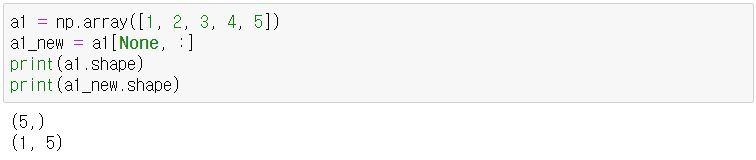 a1 = np.array([1, 2, 3, 4, 5])
a1_new = a1[None, :]
print(a1.shape)
print(a1_new.shape)
(5,)
(1, 5)